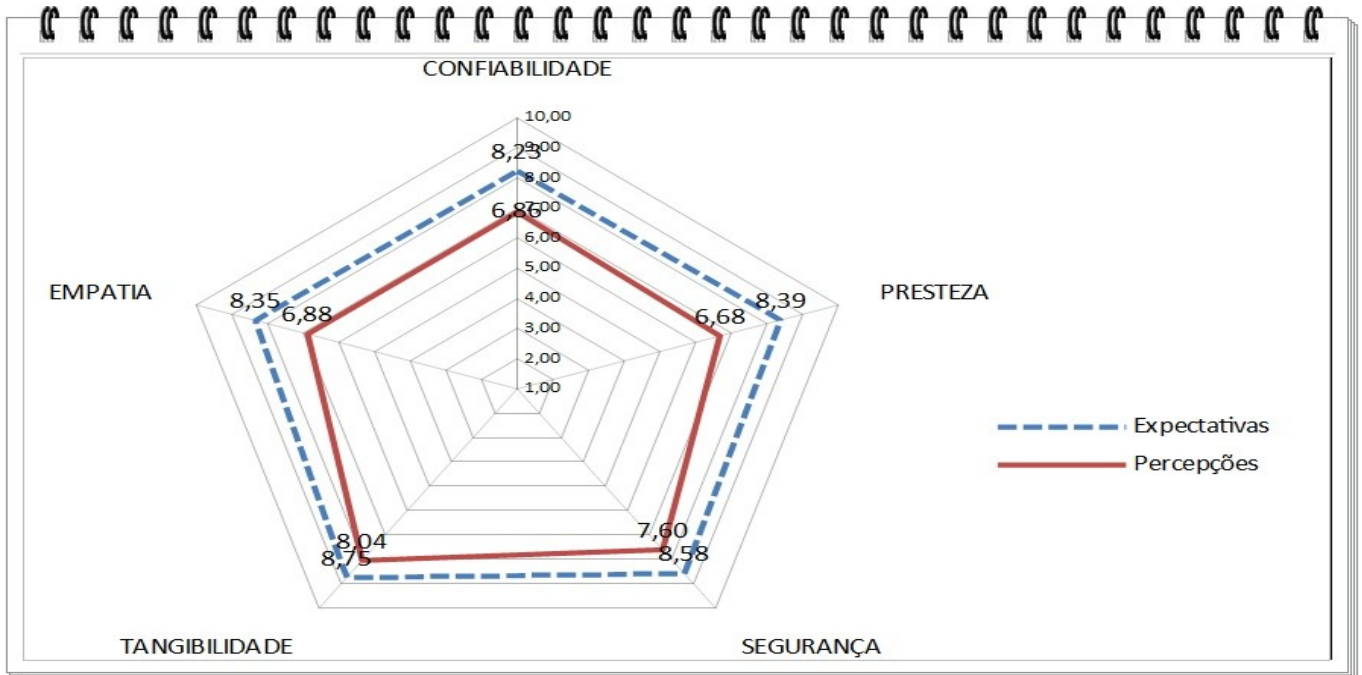 CONFIABILIDADE
10,00
9,00
8,23
8,00
7,00
6,86
6,00
5,00
4,00
3,00
2,00
1,00
EMPATIA
8,35
6,88
PRESTEZA
8,39
6,68
Expectativas
Percepções
7,60
8,58
8,04
8,75
TANGIBILIDADE
SEGURANÇA